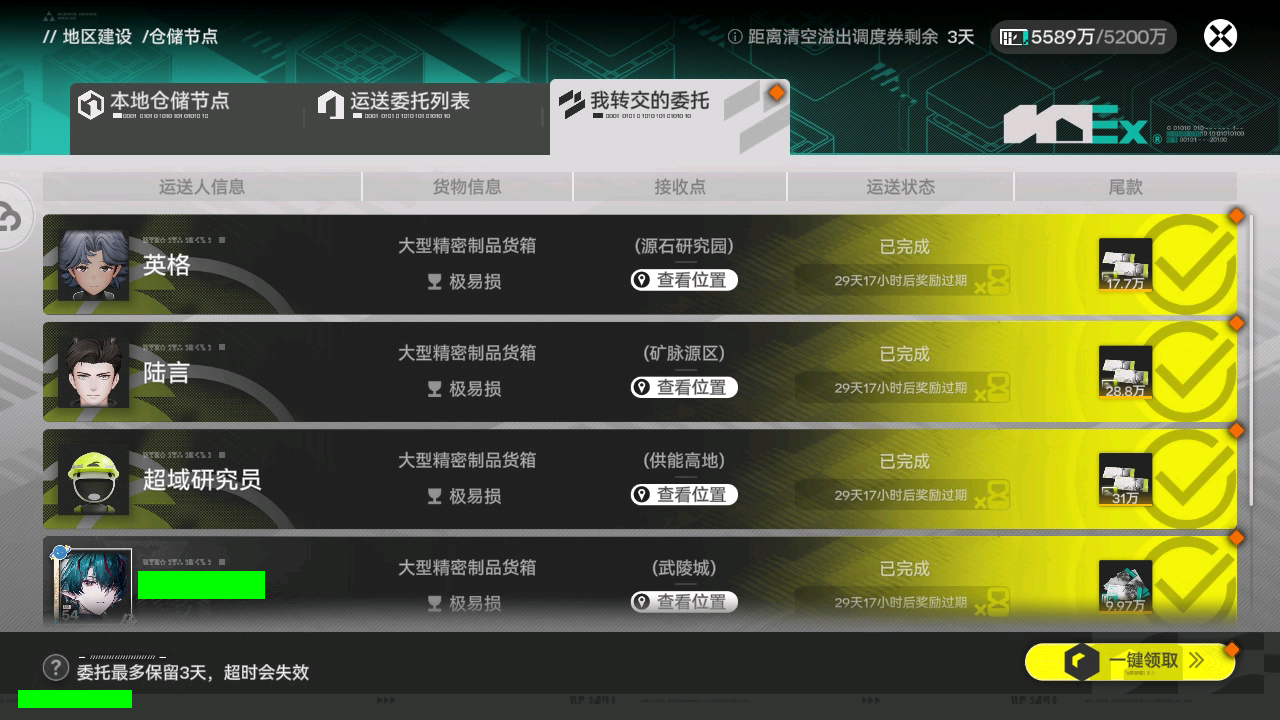 // 地区建设 /仓储节点
距离清空溢出调度券剩余 3天
5589万/5200万
本地仓储节点
运送委托列表
我转交的委托
EX
运送人信息 货物信息 接收点 运送状态 尾款
英格
大型精密制品货箱
极易损
(源石研究园)
查看位置
已完成
29天17小时后奖励过期
17.7万
陆言
大型精密制品货箱
极易损
(矿脉源区)
查看位置
已完成
29天17小时后奖励过期
28.8万
超域研究员
大型精密制品货箱
极易损
(供能高地)
查看位置
已完成
29天17小时后奖励过期
31万
54
大型精密制品货箱
极易损
(武陵城)
查看位置
已完成
29天17小时后奖励过期
9.97万
委托最多保留3天，超时会失效
一键领取